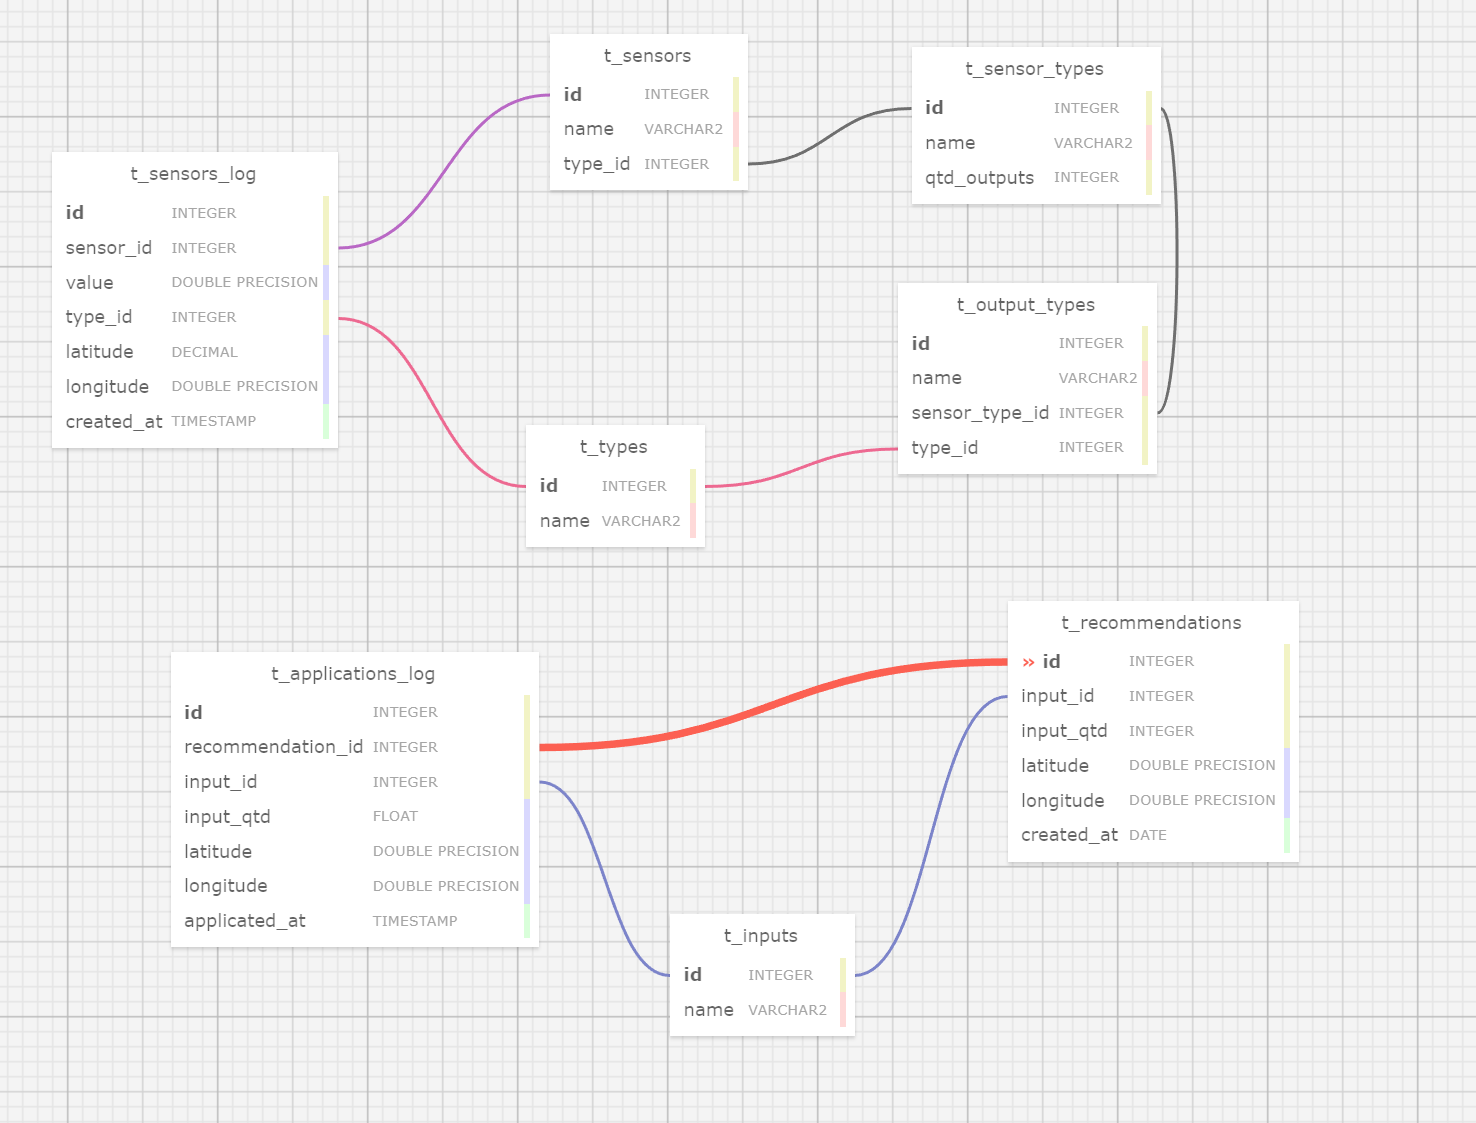 t_sensors
id INTEGER
name VARCHAR2
type_id INTEGER
t_sensor_types
id INTEGER
name VARCHAR2
qtd_outputs INTEGER
t_sensors_log
id INTEGER
sensor_id INTEGER
value DOUBLE PRECISION
type_id INTEGER
latitude DECIMAL
longitude DOUBLE PRECISION
created_at TIMESTAMP
t_output_types
id INTEGER
name VARCHAR2
sensor_type_id INTEGER
type_id INTEGER
t_types
id INTEGER
name VARCHAR2
t_recommendations
» id INTEGER
input_id INTEGER
input_qtd INTEGER
latitude DOUBLE PRECISION
longitude DOUBLE PRECISION
created_at DATE
t_applications_log
id INTEGER
recommendation_id INTEGER
input_id INTEGER
input_qtd FLOAT
latitude DOUBLE PRECISION
longitude DOUBLE PRECISION
applicated_at TIMESTAMP
t_inputs
id INTEGER
name VARCHAR2